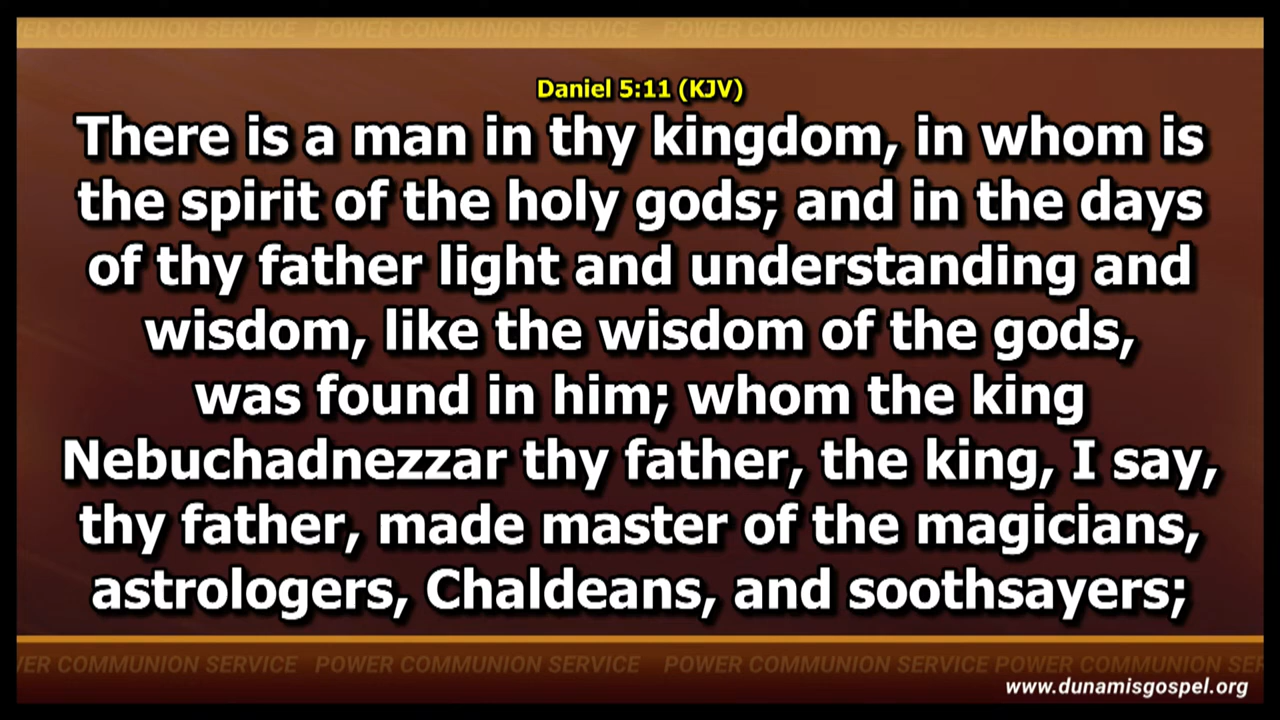 POWER COMMUNION SERVICE POWER COMMUNION SERVICE
Daniel 5:11 (KJV)
There is a man in thy kingdom, in whom is
the spirit of the holy gods; and in the days
of thy father light and understanding and
wisdom, like the wisdom of the gods,
was found in him; whom the king
Nebuchadnezzar thy father, the king, I say,
thy father, made master of the magicians,
astrologers, Chaldeans, and soothsayers;
WER COMMUNION SERVICE POWER COMMUNION SERVICE POWER COMMUNION SERVICE POWER COMMUNION SER
www.dunamisgospel.org